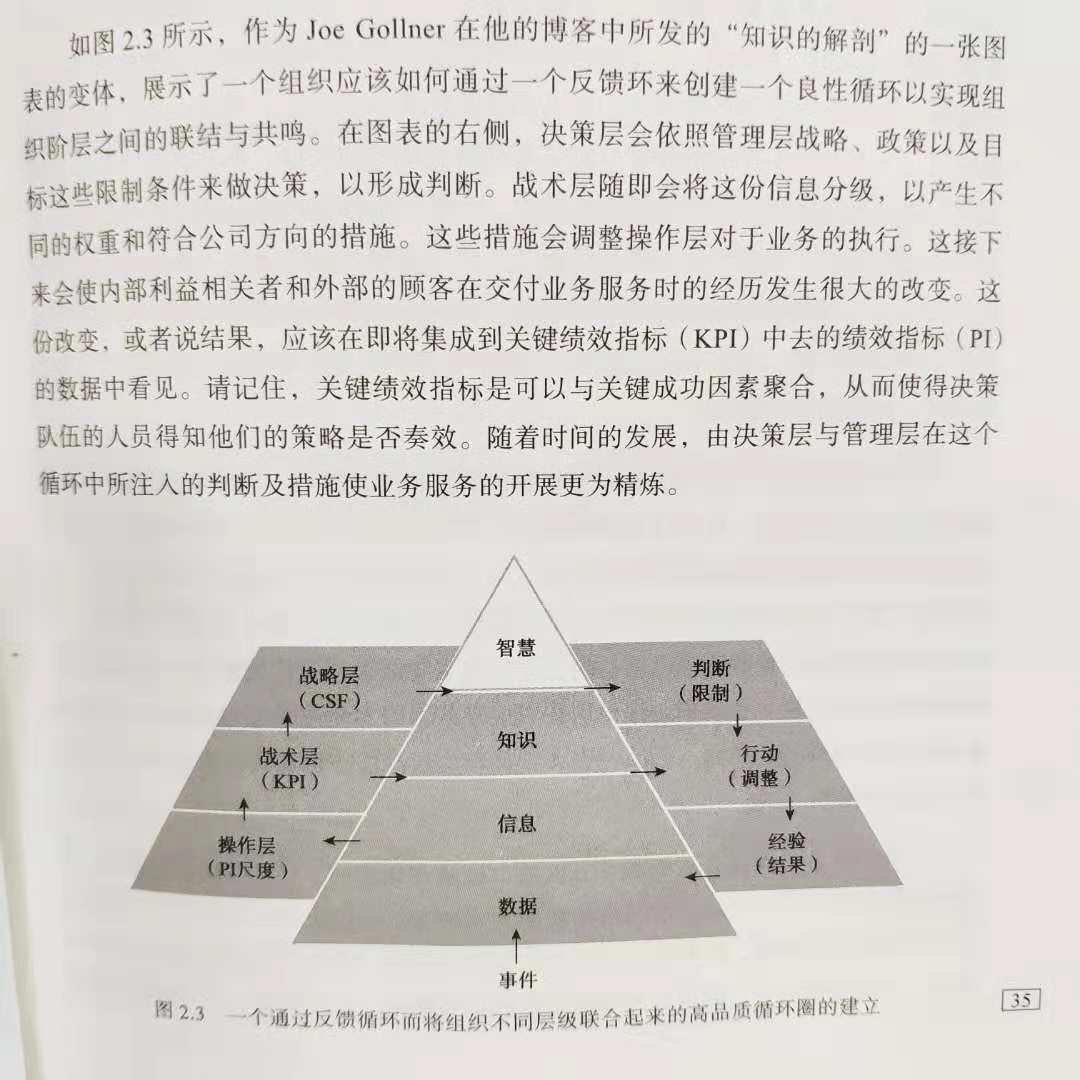 如图 2.3 所示，作为 Joe Gollner 在他的博客中所发的“知识的解剖”的一张图
表的变体，展示了一个组织应该如何通过一个反馈环来创建一个良性循环以实现组
织阶层之间的联结与共鸣。在图表的右侧，决策层会依照管理层战略、政策以及目
标这些限制条件来做决策，以形成判断。战术层随即会将这份信息分级，以产生不
同的权重和符合公司方向的措施。这些措施会调整操作层对于业务的执行。这接下
来会使内部利益相关者和外部的顾客在交付业务服务时的经历发生很大的改变。这
份改变，或者说结果，应该在即将集成到关键绩效指标（KPI）中去的绩效指标（PI）
的数据中看见。请记住，关键绩效指标是可以与关键成功因素聚合，从而使得决策
队伍的人员得知他们的策略是否奏效。随着时间的发展，由决策层与管理层在这个
循环中所注入的判断及措施使业务服务的开展更为精炼。
智慧
战略层
（CSF）
判断
（限制）
知识
战术层
（KPI）
行动
（调整）
信息
操作层
（PI尺度）
经验
（结果）
数据
事件
图 2.3 一个通过反馈循环而将组织不同层级联合起来的高品质循环圈的建立
35